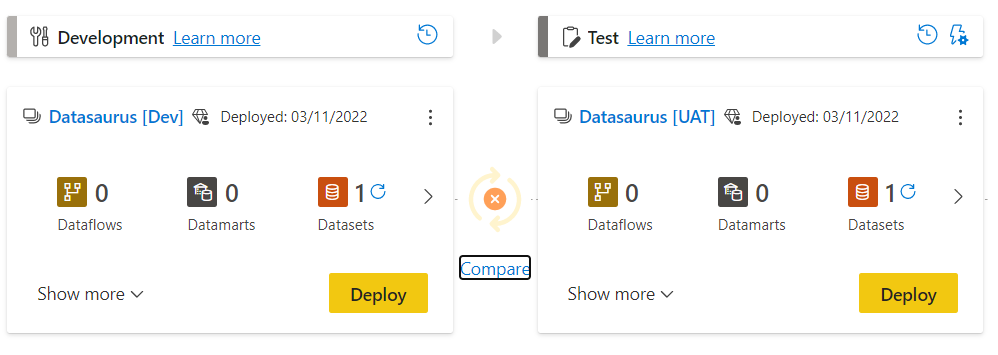 Development Learn more
Test Learn more
Datasaurus [Dev] Deployed: 03/11/2022
0 0 1
Dataflows Datamarts Datasets
Show more Deploy
Compare
Datasaurus [UAT] Deployed: 03/11/2022
0 0 1
Dataflows Datamarts Datasets
Show more Deploy